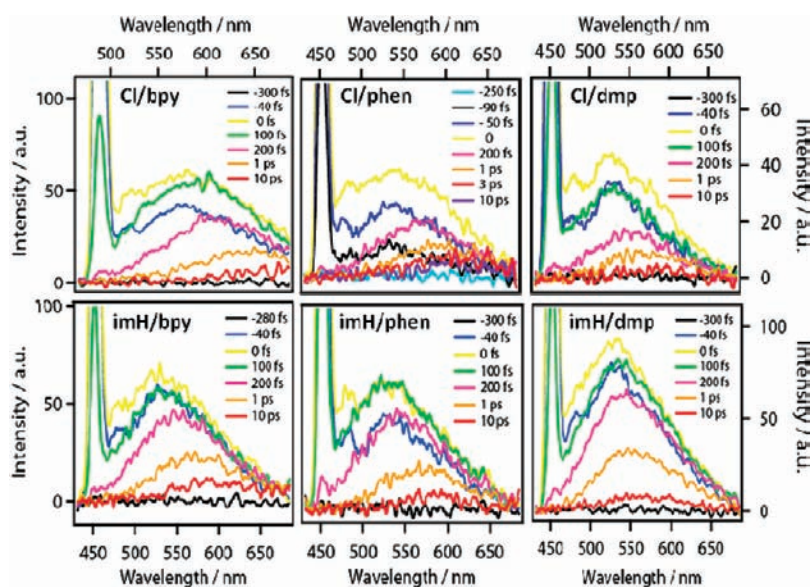 Wavelength / nm
Wavelength / nm
Wavelength / nm
500 550 600 650
450 500 550 600 650
450 500 550 600 650
Intensity / a.u.
100
50
0
Cl/bpy
-300 fs
-40 fs
0 fs
100 fs
200 fs
1 ps
10 ps
Cl/phen
-250 fs
-90 fs
-50 fs
0
200 fs
1 ps
3 ps
10 ps
Cl/dmp
-300 fs
-40 fs
0 fs
100 fs
200 fs
1 ps
10 ps
60
40
20
0
Intensity / a.u.
Intensity / a.u.
100
50
0
imH/bpy
-280 fs
-40 fs
0 fs
100 fs
200 fs
1 ps
10 ps
imH/phen
-300 fs
-40 fs
0 fs
100 fs
200 fs
1 ps
10 ps
imH/dmp
-300 fs
-40 fs
0 fs
100 fs
200 fs
1 ps
10 ps
100
50
0
Intensity / a.u.
450 500 550 600 650
450 500 550 600 650
450 500 550 600 650
Wavelength / nm
Wavelength / nm
Wavelength / nm